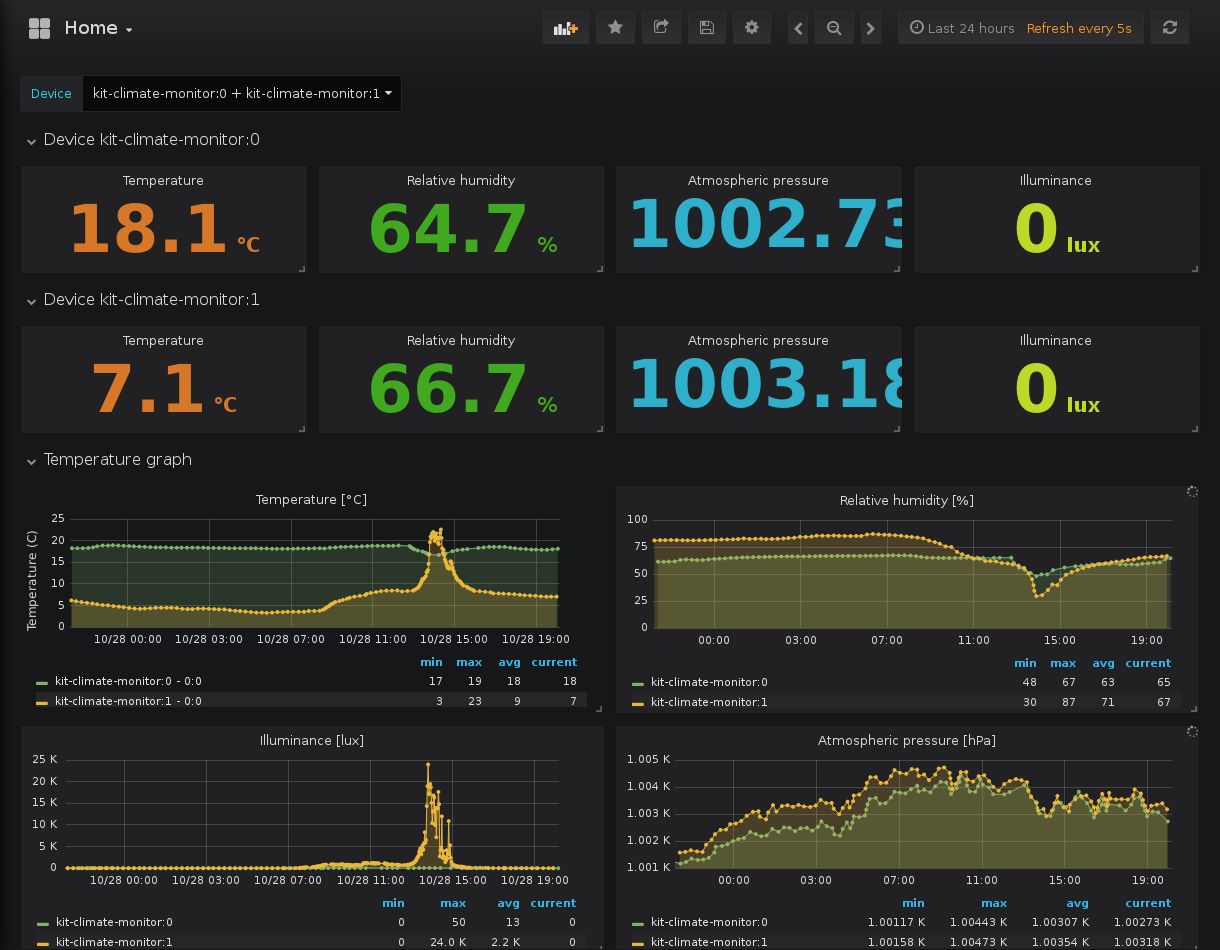 Home
Last 24 hours Refresh every 5s
Device kit-climate-monitor:0 + kit-climate-monitor:1
Device kit-climate-monitor:0
Temperature Relative humidity Atmospheric pressure Illuminance
18.1 °C 64.7 % 1002.73 0 lux
Device kit-climate-monitor:1
Temperature Relative humidity Atmospheric pressure Illuminance
7.1 °C 66.7 % 1003.18 0 lux
Temperature graph
Temperature [°C]
Temperature (C)
25
20
15
10
5
0
10/28 00:00 10/28 03:00 10/28 07:00 10/28 11:00 10/28 15:00 10/28 19:00
min max avg current
kit-climate-monitor:0 - 0:0 17 19 18 18
kit-climate-monitor:1 - 0:0 3 23 9 7
Relative humidity [%]
100
75
50
25
0
00:00 03:00 07:00 11:00 15:00 19:00
min max avg current
kit-climate-monitor:0 48 67 63 65
kit-climate-monitor:1 30 87 71 67
Illuminance [lux]
25 K
20 K
15 K
10 K
5 K
0
10/28 00:00 10/28 03:00 10/28 07:00 10/28 11:00 10/28 15:00 10/28 19:00
min max avg current
kit-climate-monitor:0 0 50 13 0
kit-climate-monitor:1 0 24.0 K 2.2 K 0
Atmospheric pressure [hPa]
1.005 K
1.004 K
1.003 K
1.002 K
1.001 K
00:00 03:00 07:00 11:00 15:00 19:00
min max avg current
kit-climate-monitor:0 1.00117 K 1.00443 K 1.00307 K 1.00273 K
kit-climate-monitor:1 1.00158 K 1.00473 K 1.00354 K 1.00318 K